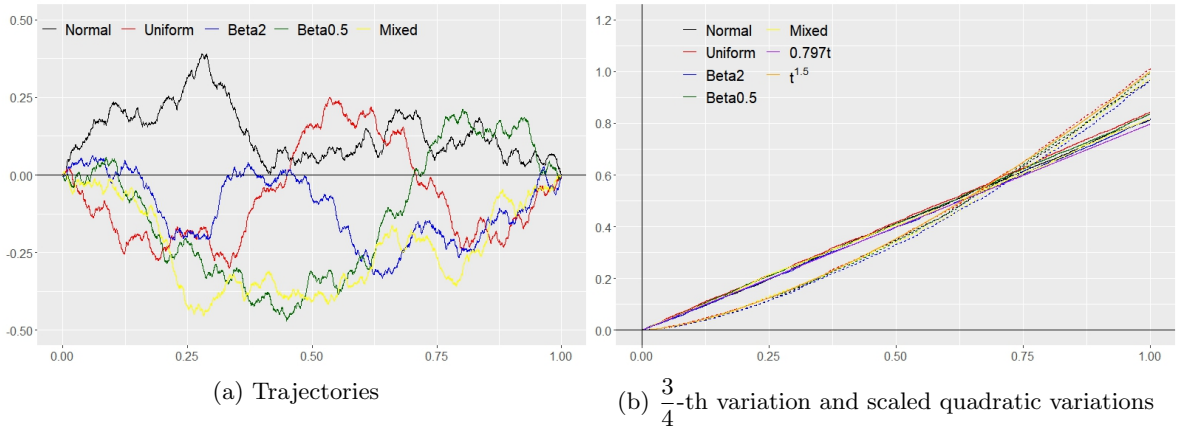 0.50
Normal Uniform Beta2 Beta0.5 Mixed
0.25
0.00
-0.25
-0.50
0.00 0.25 0.50 0.75 1.00
(a) Trajectories
1.2
Normal Mixed
Uniform 0.797t
Beta2 t^1.5
Beta0.5
1.0
0.8
0.6
0.4
0.2
0.0
0.00 0.25 0.50 0.75 1.00
(b) 3/4-th variation and scaled quadratic variations